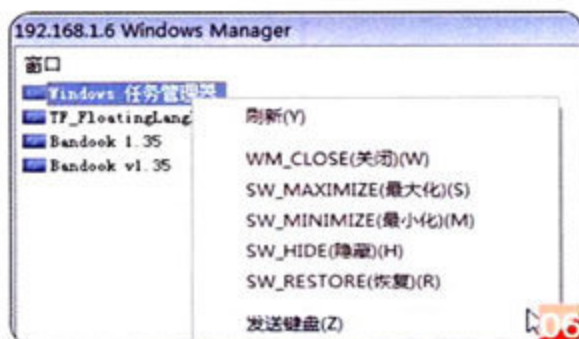 192.168.1.6 Windows Manager
窗口
Windows 任务管理器
TF_FloatingLang
Bandook 1.35
Bandook v1.35
刷新(Y)
WM_CLOSE(关闭)(W)
SW_MAXIMIZE(最大化)(S)
SW_MINIMIZE(最小化)(M)
SW_HIDE(隐藏)(H)
SW_RESTORE(恢复)(R)
发送键盘(Z)
06